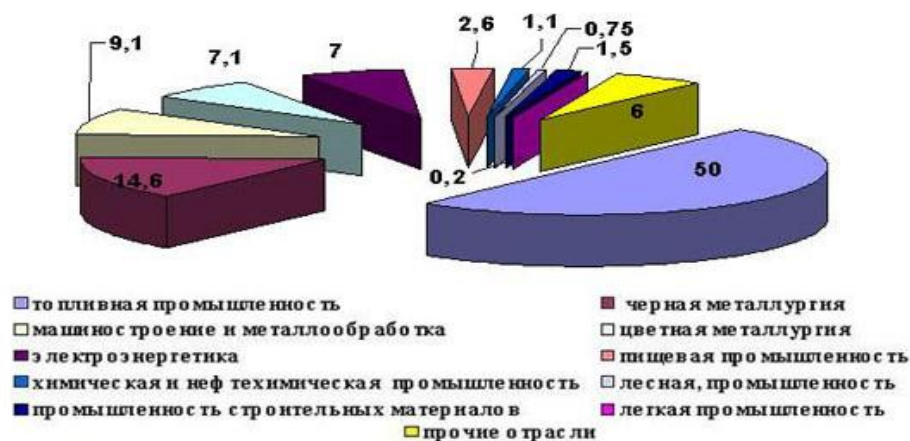 2,6
1,1
0,75
9,1
7,1
7
1,5
6
0,2
14,6
50
топливная промышленность
черная металлургия
машиностроение и металлообработка
цветная металлургия
электроэнергетика
пищевая промышленность
химическая и нефтехимическая промышленность
лесная, промышленность
промышленность строительных материалов
легкая промышленность
прочие отрасли